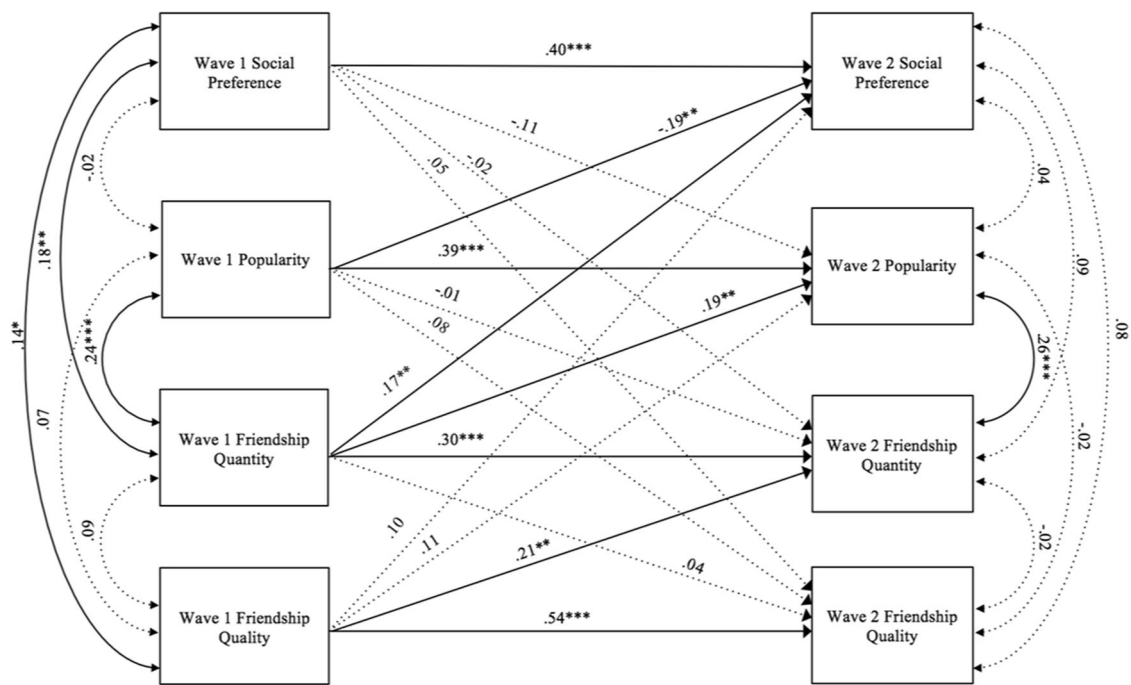 Wave 1 Social
Preference
Wave 2 Social
Preference
.40***
-.19**
-.11
-.02
.05
-.02
.04
.18**
Wave 1 Popularity
.39***
Wave 2 Popularity
.09
-.01
.19**
.08
.14*
.24***
.26***
.08
.07
.17**
Wave 1 Friendship
Quantity
.30***
Wave 2 Friendship
Quantity
-.02
.09
.10
.11
.21**
.04
-.02
Wave 1 Friendship
Quality
.54***
Wave 2 Friendship
Quality